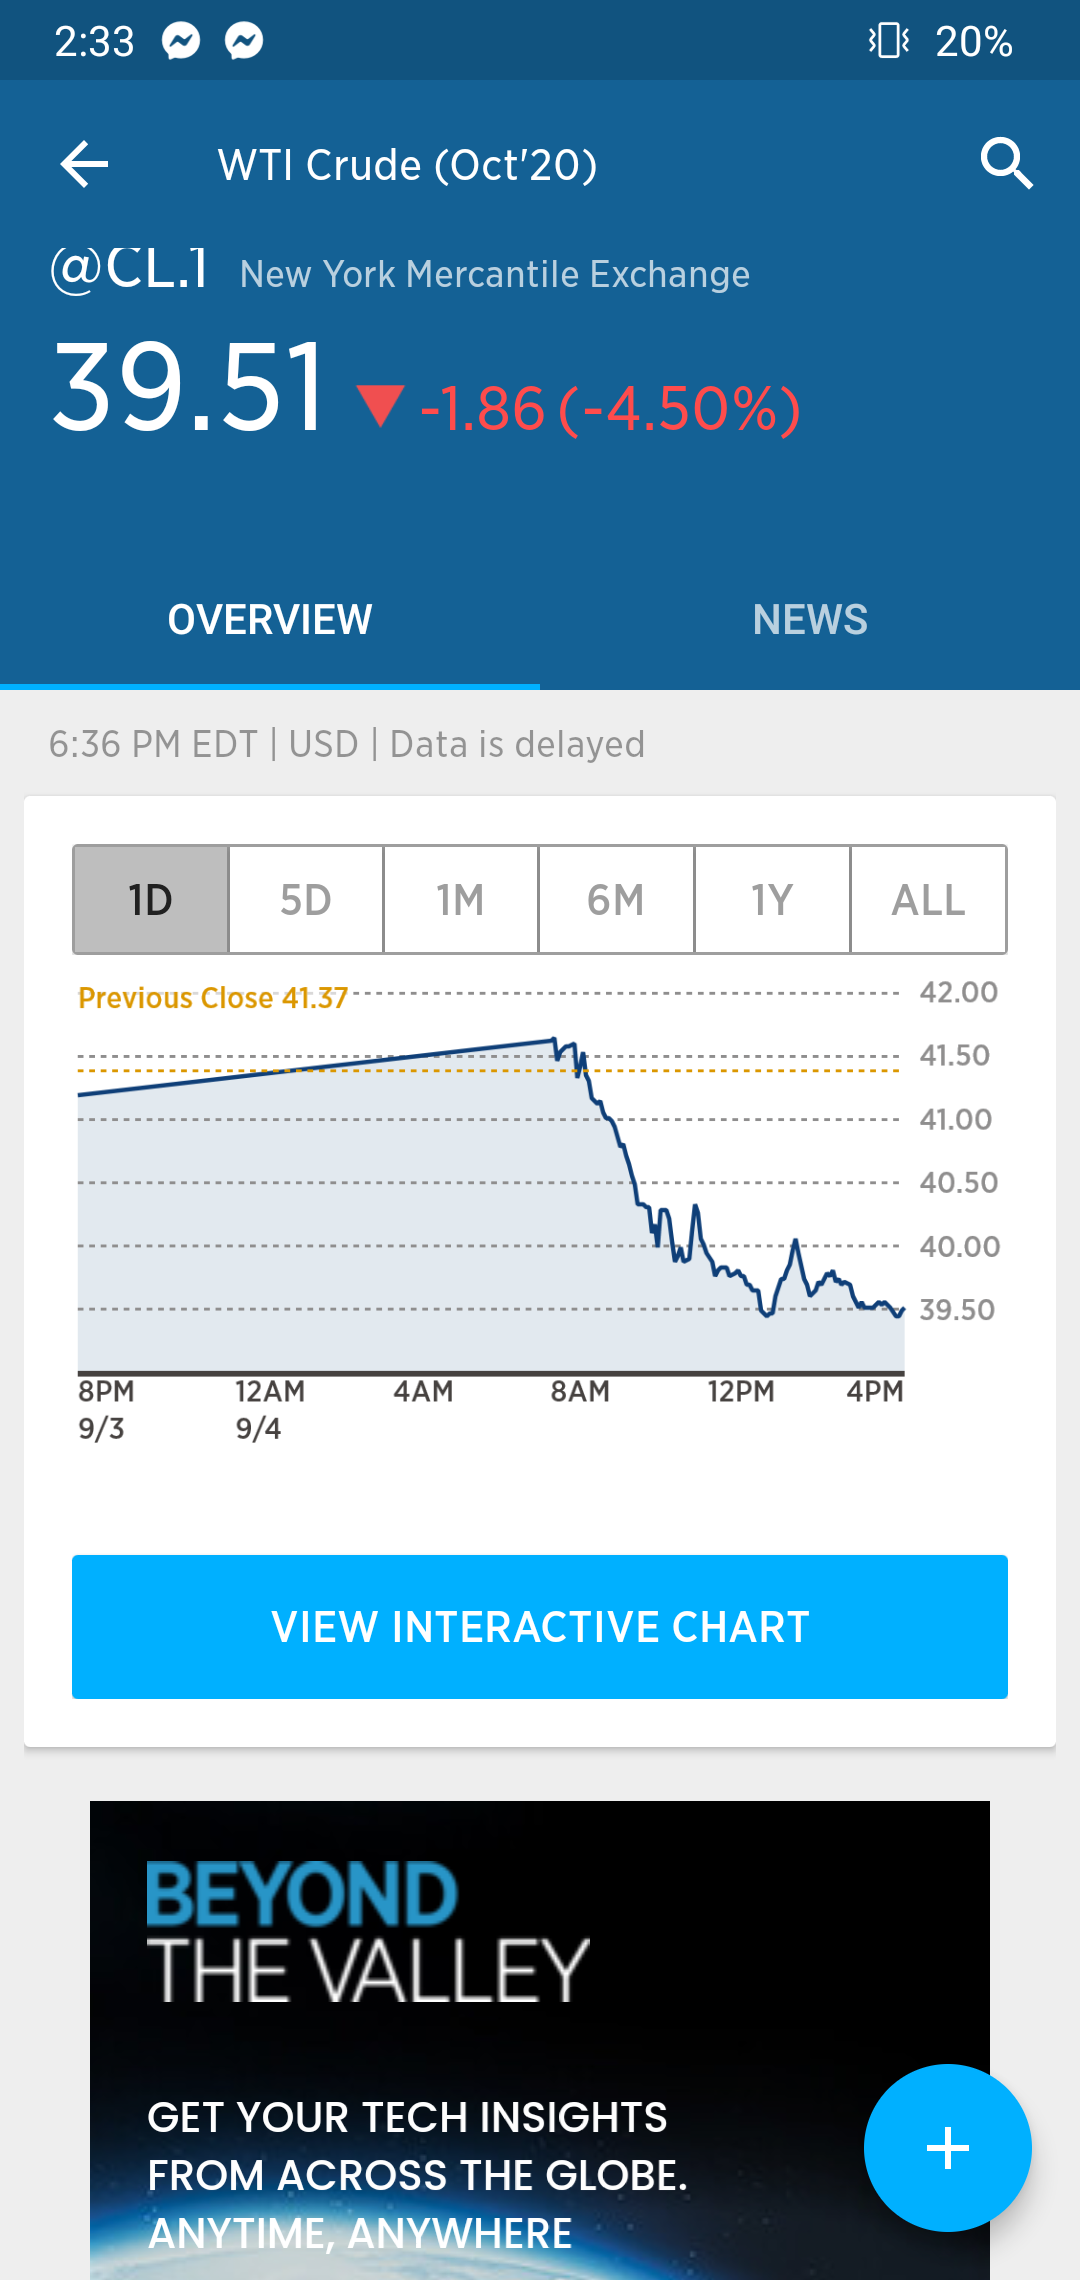 2:33 20%
WTI Crude (Oct'20)
@CL.1 New York Mercantile Exchange
39.51 ▼ -1.86 (-4.50%)
OVERVIEW NEWS
6:36 PM EDT | USD | Data is delayed
1D 5D 1M 6M 1Y ALL
Previous Close 41.37 42.00
41.50
41.00
40.50
40.00
39.50
8PM 12AM 4AM 8AM 12PM 4PM
9/3 9/4
VIEW INTERACTIVE CHART
BEYOND
THE VALLEY
GET YOUR TECH INSIGHTS
FROM ACROSS THE GLOBE.
ANYTIME, ANYWHERE
+